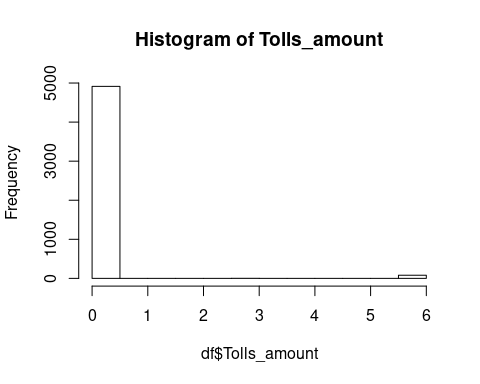 Histogram of Tolls_amount
Frequency
5000
3000
1000
0
0 1 2 3 4 5 6
df$Tolls_amount